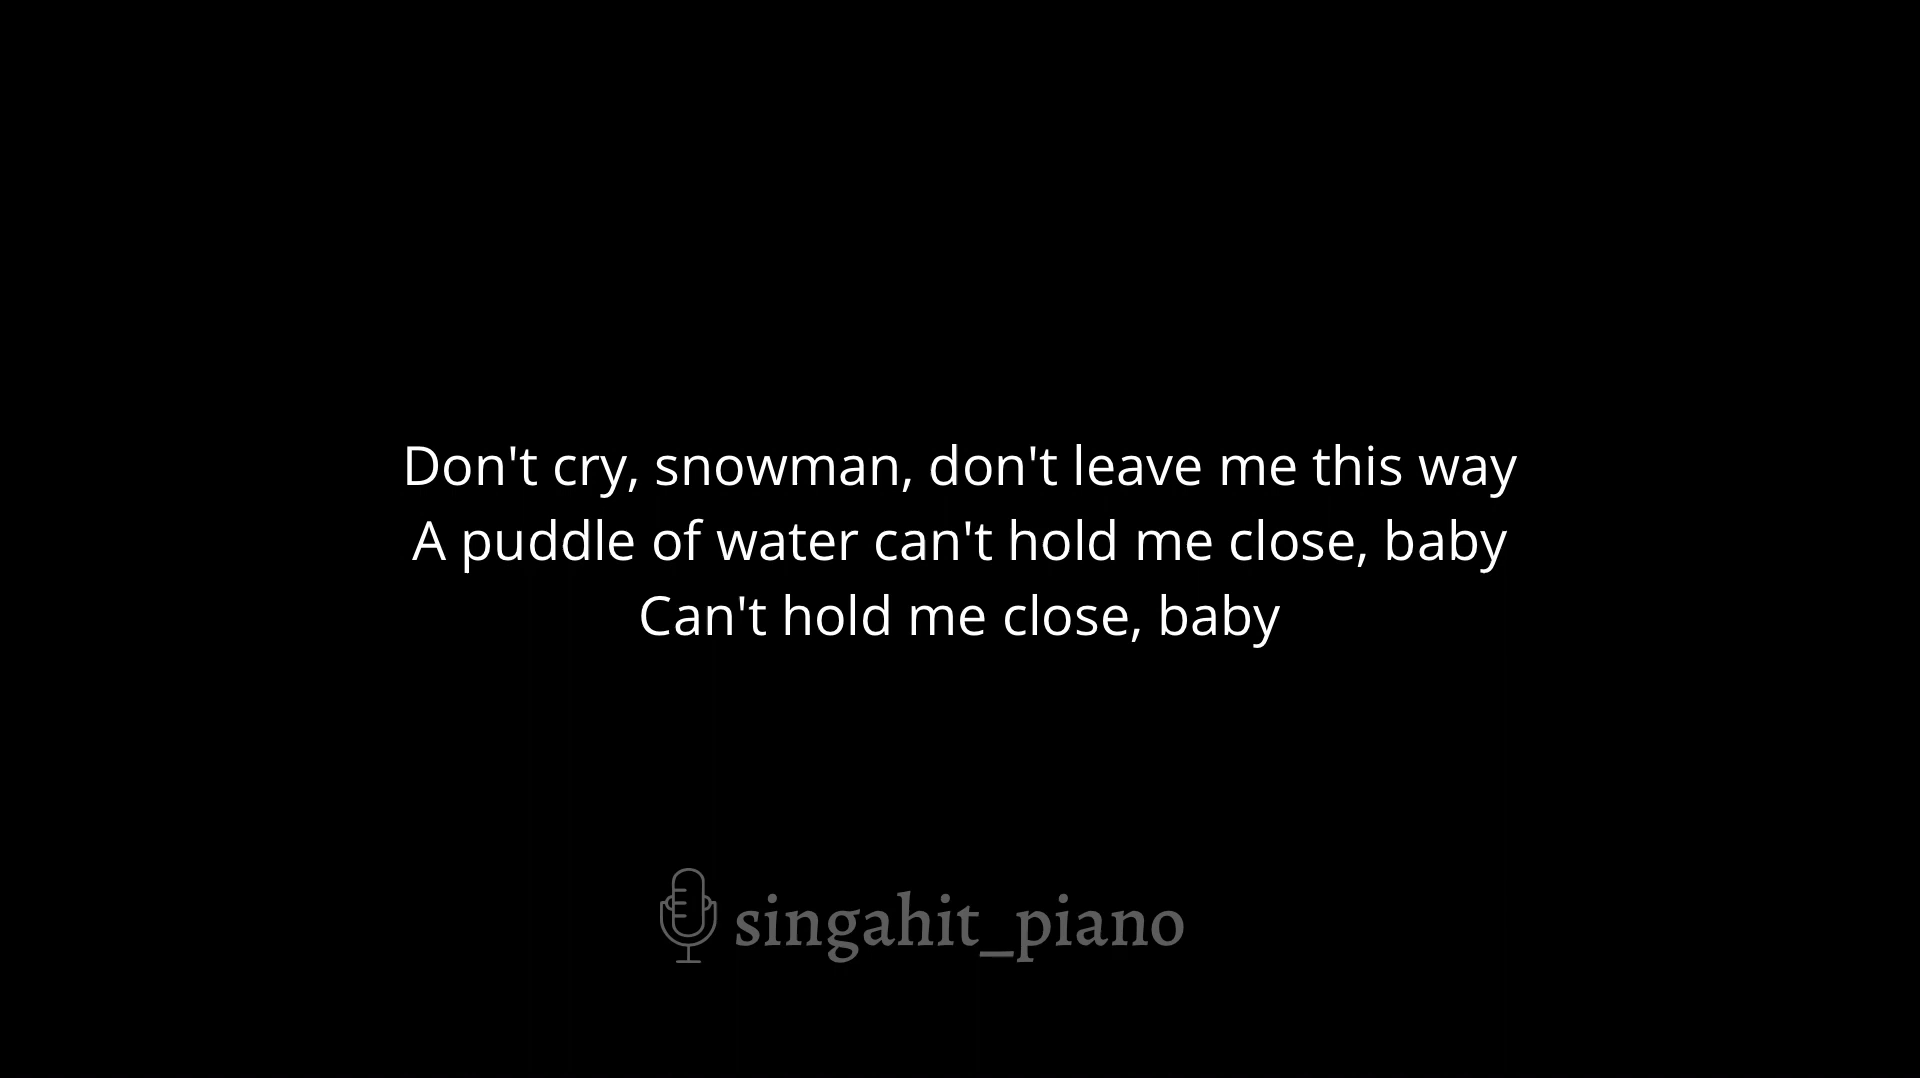 Don't cry, snowman, don't leave me this way
A puddle of water can't hold me close, baby
Can't hold me close, baby
singahit_piano